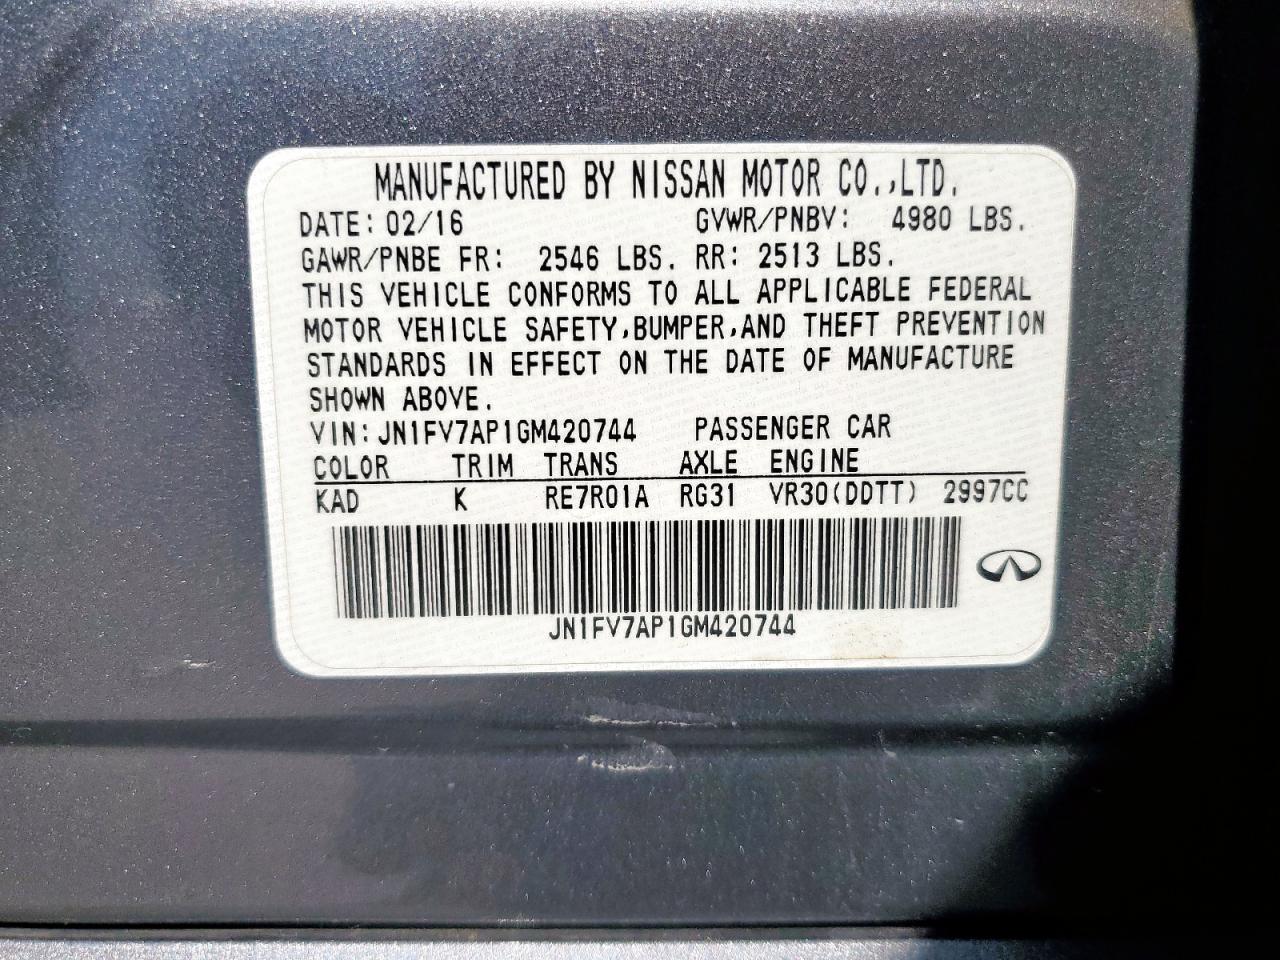 MANUFACTURED BY NISSAN MOTOR CO.,LTD.
DATE: 02/16 GVWR/PNBV: 4980 LBS.
GAWR/PNBE FR: 2546 LBS. RR: 2513 LBS.
THIS VEHICLE CONFORMS TO ALL APPLICABLE FEDERAL
MOTOR VEHICLE SAFETY,BUMPER,AND THEFT PREVENTION
STANDARDS IN EFFECT ON THE DATE OF MANUFACTURE
SHOWN ABOVE.
VIN: JN1FV7AP1GM420744 PASSENGER CAR
COLOR TRIM TRANS AXLE ENGINE
KAD K RE7R01A RG31 VR30(DDTT) 2997CC
JN1FV7AP1GM420744